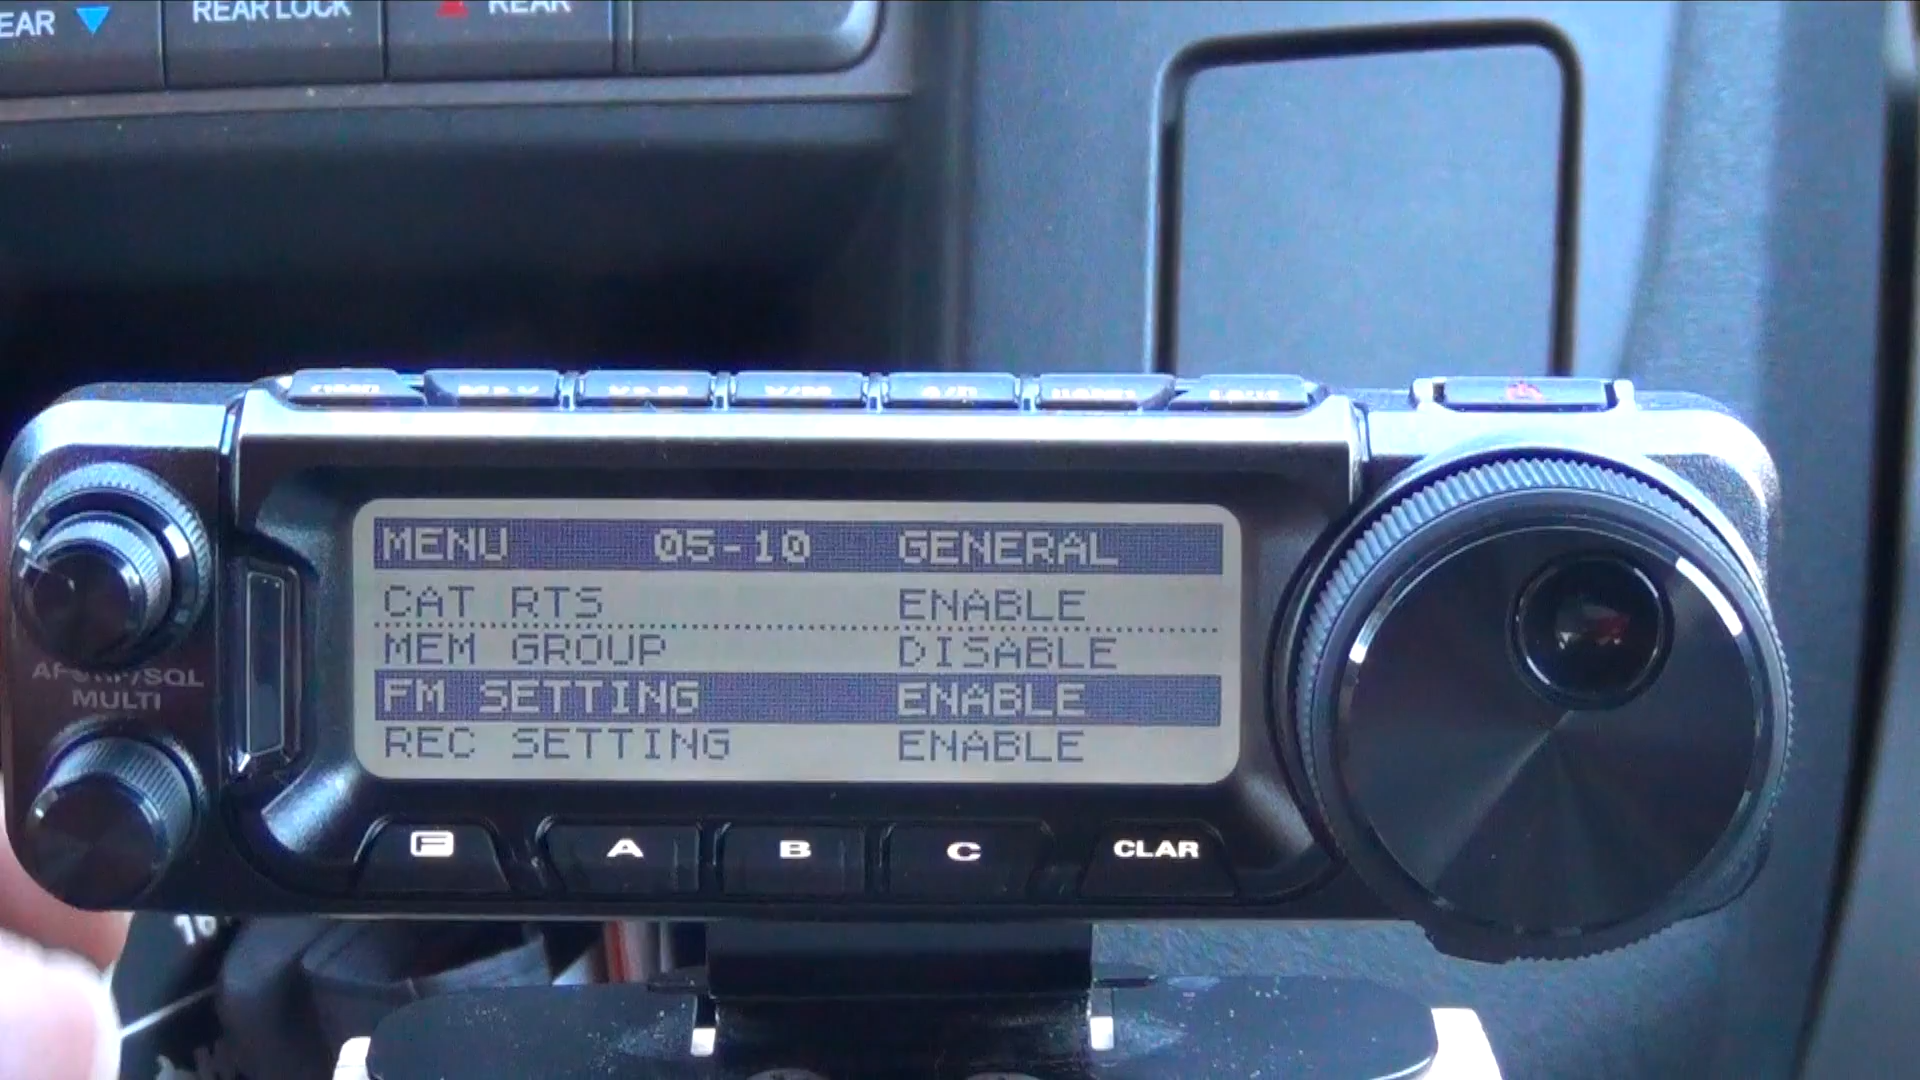 EAR REAR LOCK REAR
MENU 05-10 GENERAL
CAT RTS ENABLE
MEM GROUP DISABLE
FM SETTING ENABLE
REC SETTING ENABLE
MULTI
F A B C CLAR
16